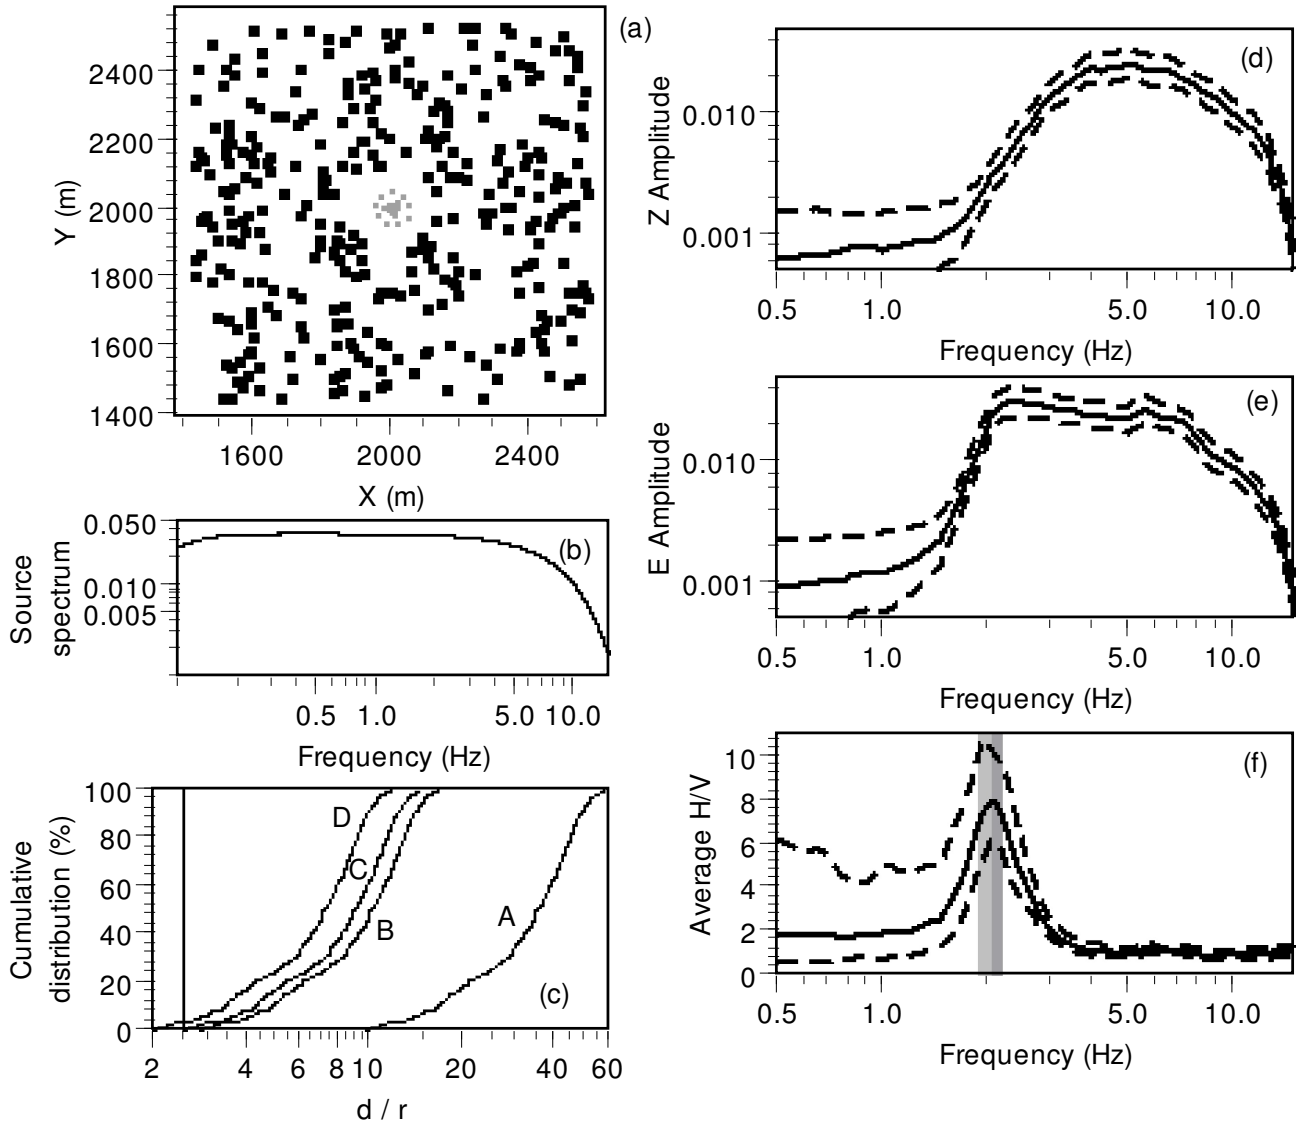 (a)
2400
2200
2000
1800
1600
1400
Y (m)
1600 2000 2400
X (m)
0.050
0.010
0.005
Source
spectrum
(b)
0.5 1.0 5.0 10.0
Frequency (Hz)
100
80
60
40
20
0
Cumulative
distribution (%)
D
C
B
A
(c)
2 4 6 8 10 20 40 60
d / r
(d)
0.010
0.001
Z Amplitude
0.5 1.0 5.0 10.0
Frequency (Hz)
(e)
0.010
0.001
E Amplitude
0.5 1.0 5.0 10.0
Frequency (Hz)
(f)
10
8
6
4
2
0
Average H/V
0.5 1.0 5.0 10.0
Frequency (Hz)